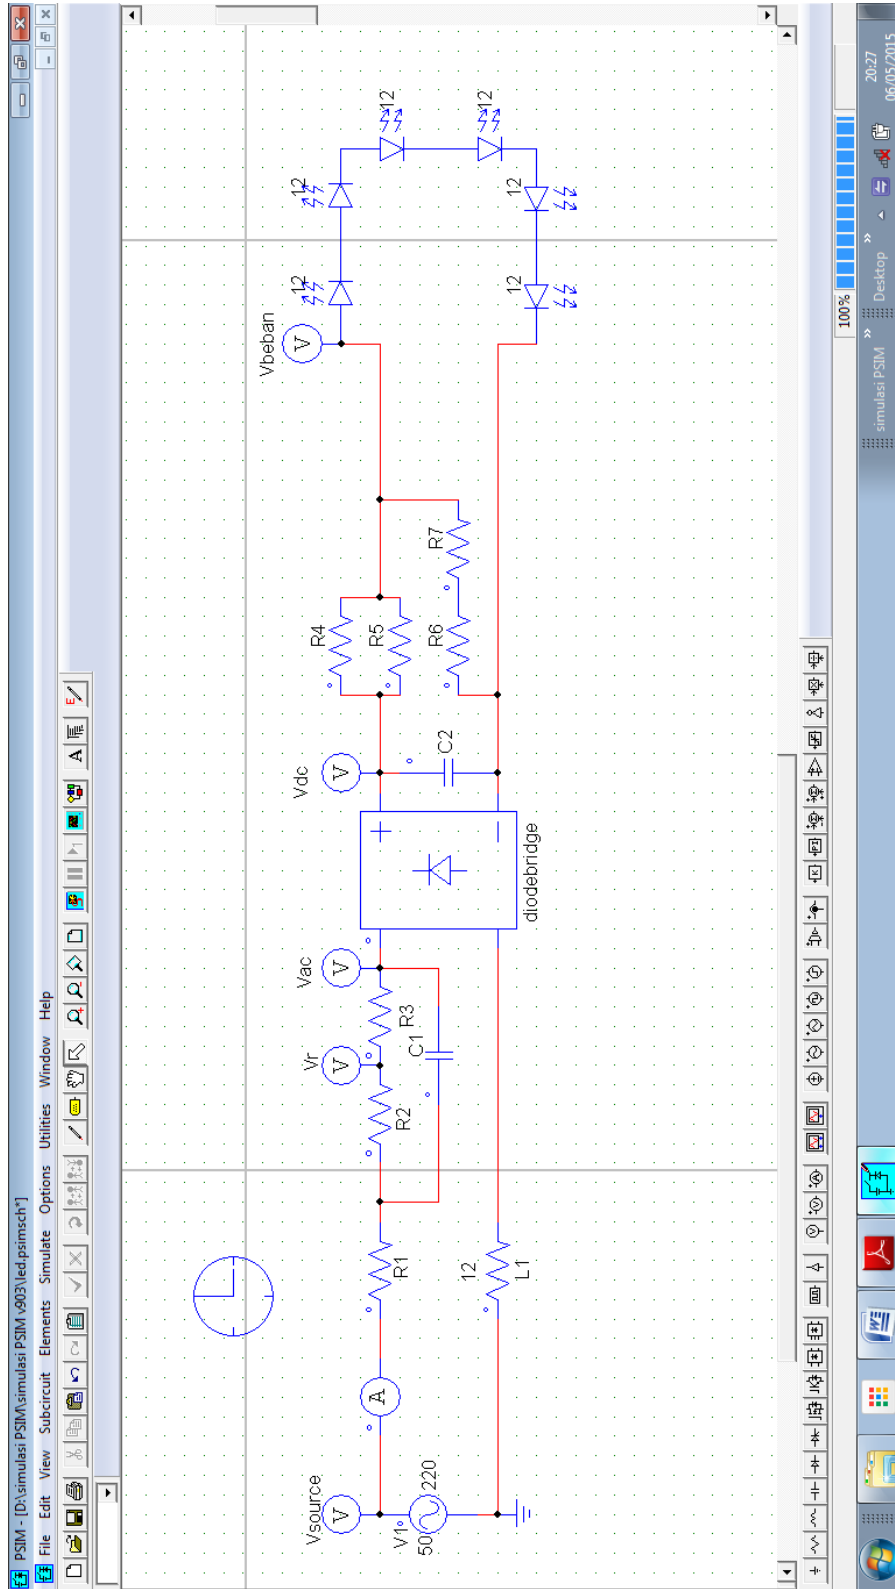 PSIM - [D:\simulasi PSIM\simulasi PSIM v903\led.psimsch*]
File Edit View Subcircuit Elements Simulate Options Utilities Window Help
Vsource
V
V1
50
220
A
R1
12
L1
R2
Vr
V
R3
C1
Vac
V
diodebridge
Vdc
V
C2
R4
R5
R6
R7
Vbeban
V
12
12
12
12
12
12
100%
simulasi PSIM »
Desktop »
20:27
06/05/2015